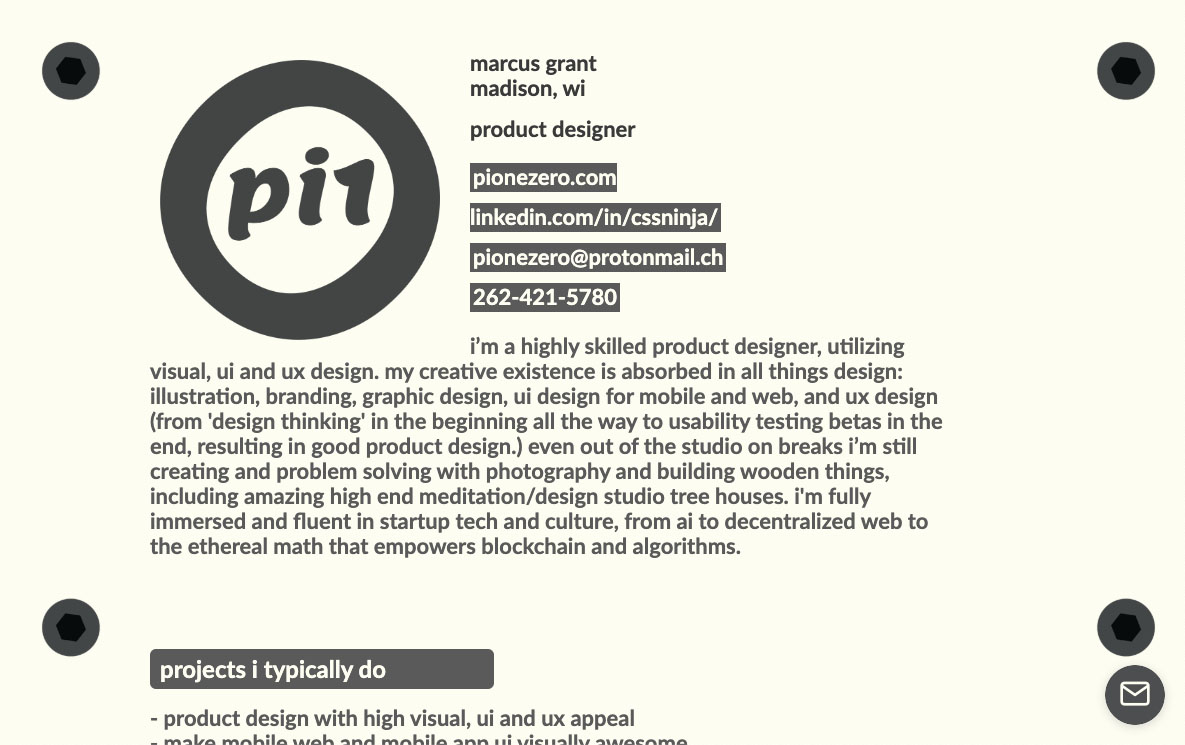 pi1
marcus grant
madison, wi
product designer
pionezero.com
linkedin.com/in/cssninja/
pionezero@protonmail.ch
262-421-5780
i’m a highly skilled product designer, utilizing
visual, ui and ux design. my creative existence is absorbed in all things design:
illustration, branding, graphic design, ui design for mobile and web, and ux design
(from 'design thinking' in the beginning all the way to usability testing betas in the
end, resulting in good product design.) even out of the studio on breaks i’m still
creating and problem solving with photography and building wooden things,
including amazing high end meditation/design studio tree houses. i'm fully
immersed and fluent in startup tech and culture, from ai to decentralized web to
the ethereal math that empowers blockchain and algorithms.
projects i typically do
- product design with high visual, ui and ux appeal
- make mobile web and mobile app ui visually awesome